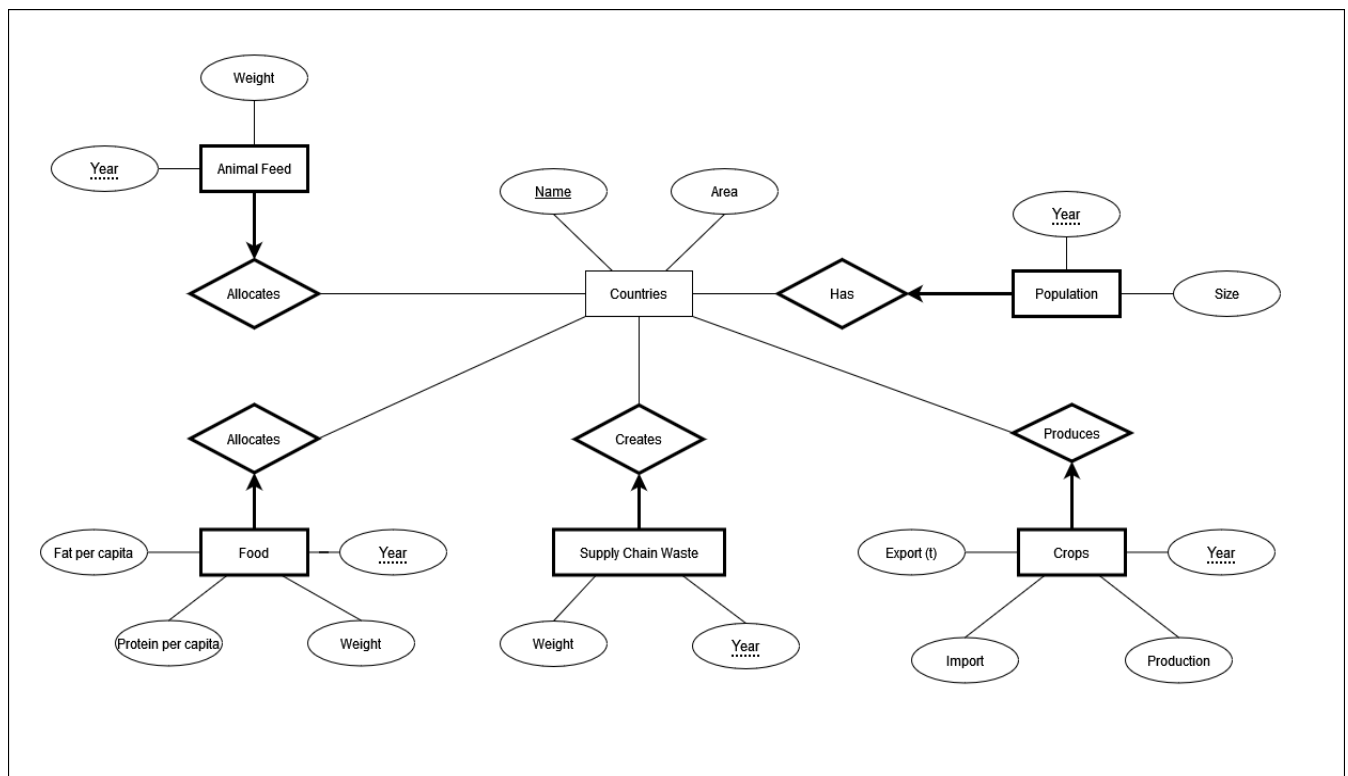 Weight
Year
Animal Feed
Name
Area
Year
Allocates
Countries
Has
Population
Size
Allocates
Creates
Produces
Fat per capita
Food
Year
Supply Chain Waste
Export (t)
Crops
Year
Protein per capita
Weight
Weight
Year
Import
Production